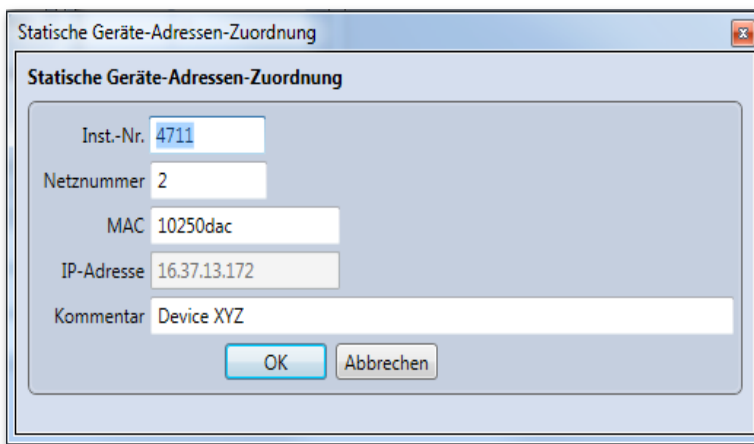 Statische Geräte-Adressen-Zuordnung
Statische Geräte-Adressen-Zuordnung
Inst.-Nr. 4711
Netznummer 2
MAC 10250dac
IP-Adresse 16.37.13.172
Kommentar Device XYZ
OK Abbrechen